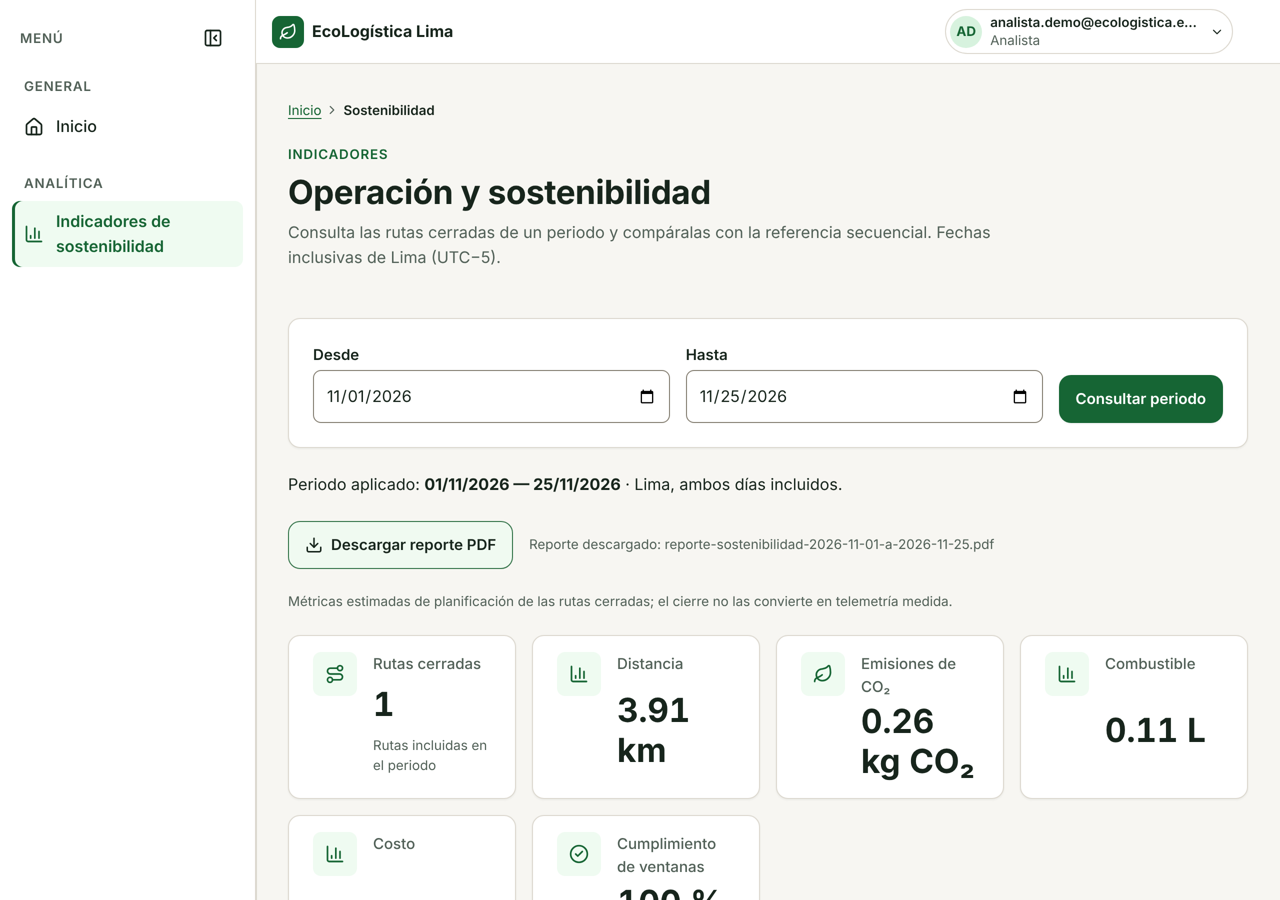 MENÚ
EcoLogística Lima
AD
analista.demo@ecologistica.e...
Analista
GENERAL
Inicio
ANALÍTICA
Indicadores de
sostenibilidad
Inicio > Sostenibilidad
INDICADORES
Operación y sostenibilidad
Consulta las rutas cerradas de un periodo y compáralas con la referencia secuencial. Fechas
inclusivas de Lima (UTC−5).
Desde
11/01/2026
Hasta
11/25/2026
Consultar periodo
Periodo aplicado: 01/11/2026 — 25/11/2026 · Lima, ambos días incluidos.
Descargar reporte PDF
Reporte descargado: reporte-sostenibilidad-2026-11-01-a-2026-11-25.pdf
Métricas estimadas de planificación de las rutas cerradas; el cierre no las convierte en telemetría medida.
Rutas cerradas
1
Rutas incluidas en
el periodo
Distancia
3.91
km
Emisiones de
CO₂
0.26
kg CO₂
Combustible
0.11 L
Costo
Cumplimiento
de ventanas
100 %